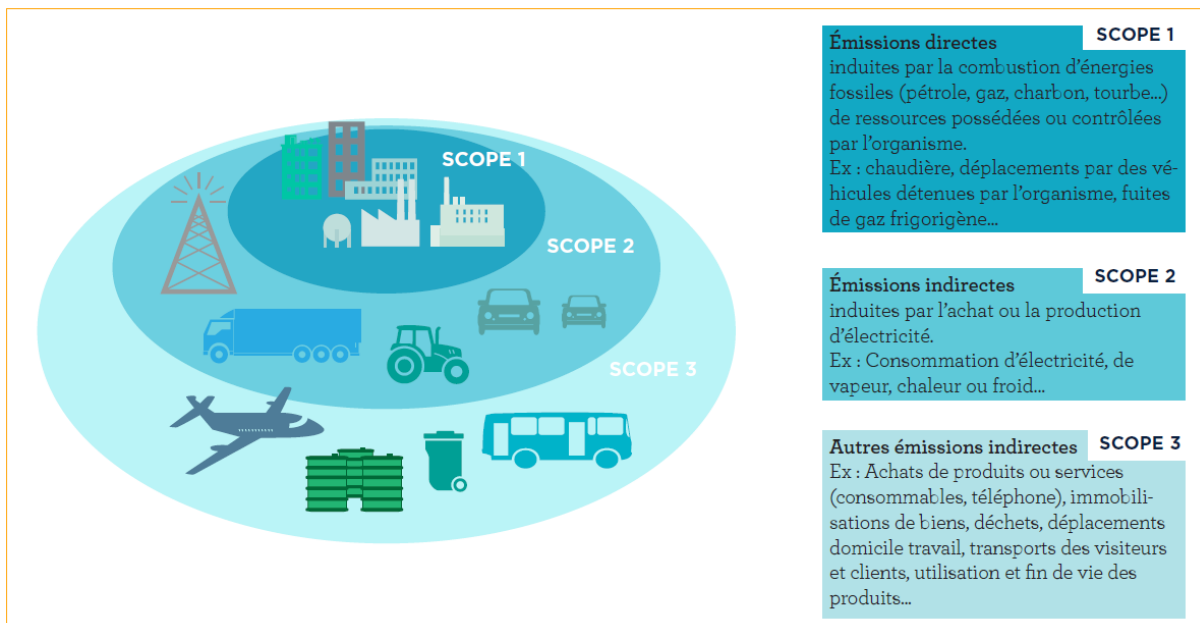 SCOPE 1
SCOPE 2
SCOPE 3
SCOPE 1
Émissions directes
induites par la combustion d'énergies
fossiles (pétrole, gaz, charbon, tourbe...)
de ressources possédées ou contrôlées
par l'organisme.
Ex : chaudière, déplacements par des vé-
hicules détenues par l'organisme, fuites
de gaz frigorigène...
SCOPE 2
Émissions indirectes
induites par l'achat ou la production
d'électricité.
Ex : Consommation d'électricité, de
vapeur, chaleur ou froid...
SCOPE 3
Autres émissions indirectes
Ex : Achats de produits ou services
(consommables, téléphone), immobili-
sations de biens, déchets, déplacements
domicile travail, transports des visiteurs
et clients, utilisation et fin de vie des
produits...